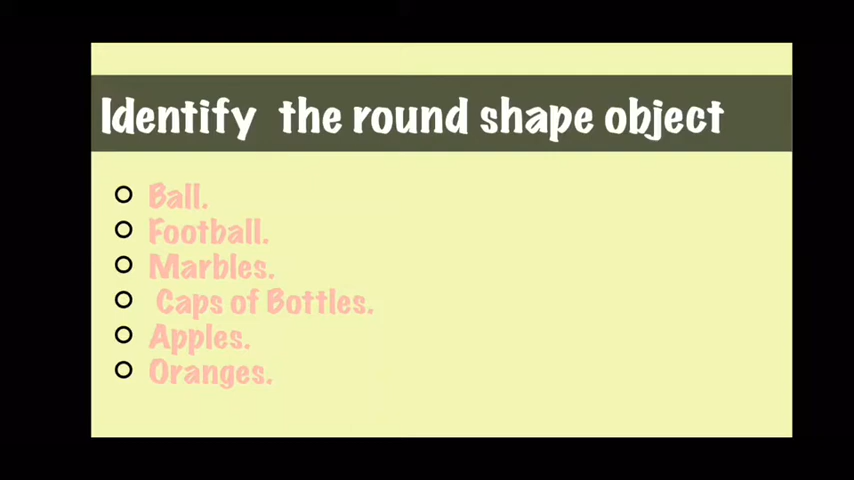 Identify the round shape object
Ball.
Football.
Marbles.
Caps of Bottles.
Apples.
Oranges.